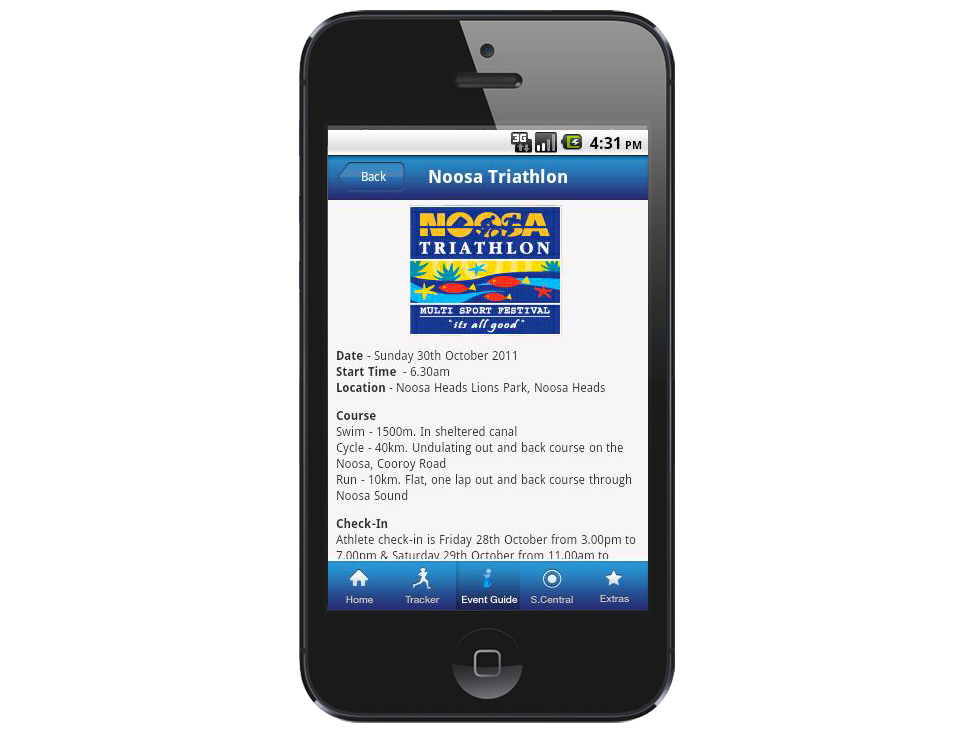 3G 4:31 PM
Back Noosa Triathlon
NOOSA
TRIATHLON
MULTI SPORT FESTIVAL
"its all good"
Date - Sunday 30th October 2011
Start Time - 6.30am
Location - Noosa Heads Lions Park, Noosa Heads
Course
Swim - 1500m. In sheltered canal
Cycle - 40km. Undulating out and back course on the
Noosa, Cooroy Road
Run - 10km. Flat, one lap out and back course through
Noosa Sound
Check-In
Athlete check-in is Friday 28th October from 3.00pm to
7.00pm & Saturday 29th October from 11.00am to
Home Tracker Event Guide S.Central Extras